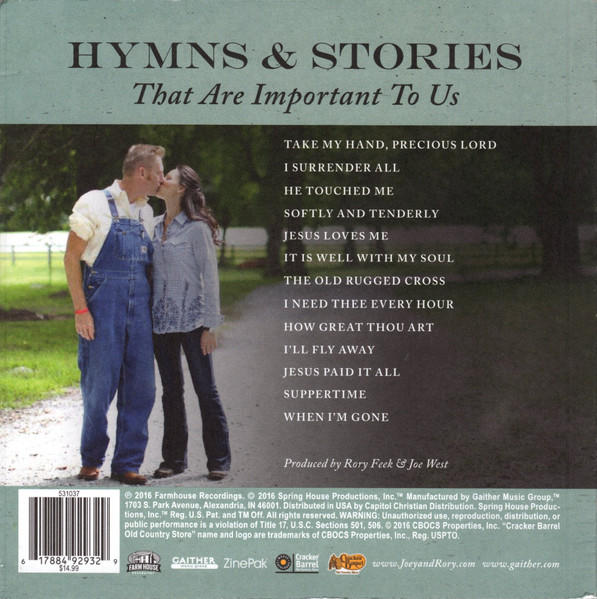 HYMNS & STORIES
That Are Important To Us
TAKE MY HAND, PRECIOUS LORD
I SURRENDER ALL
HE TOUCHED ME
SOFTLY AND TENDERLY
JESUS LOVES ME
IT IS WELL WITH MY SOUL
THE OLD RUGGED CROSS
I NEED THEE EVERY HOUR
HOW GREAT THOU ART
I'LL FLY AWAY
JESUS PAID IT ALL
SUPPERTIME
WHEN I'M GONE
Produced by Rory Feek & Joe West
531037
6 17884 92932 9
$14.99
℗ 2016 Farmhouse Recordings. © 2016 Spring House Productions, Inc.™ Manufactured by Gaither Music Group,™
1703 S. Park Avenue, Alexandria, IN 46001. Distributed in USA by Capitol Christian Distribution. Spring House Produc-
tions, Inc.™ Reg. U.S. Pat. and TM Off. All rights reserved. WARNING: Unauthorized use, reproduction, distribution, or
public performance is a violation of Title 17, U.S.C. Sections 501, 506. © 2016 CBOCS Properties, Inc. "Cracker Barrel
Old Country Store" name and logo are trademarks of CBOCS Properties, Inc., Reg. USPTO.
FARM HOUSE
GAITHER
ZinePak
Cracker
Barrel
Cracker
Gospel
www.JoeyandRory.com
www.gaither.com